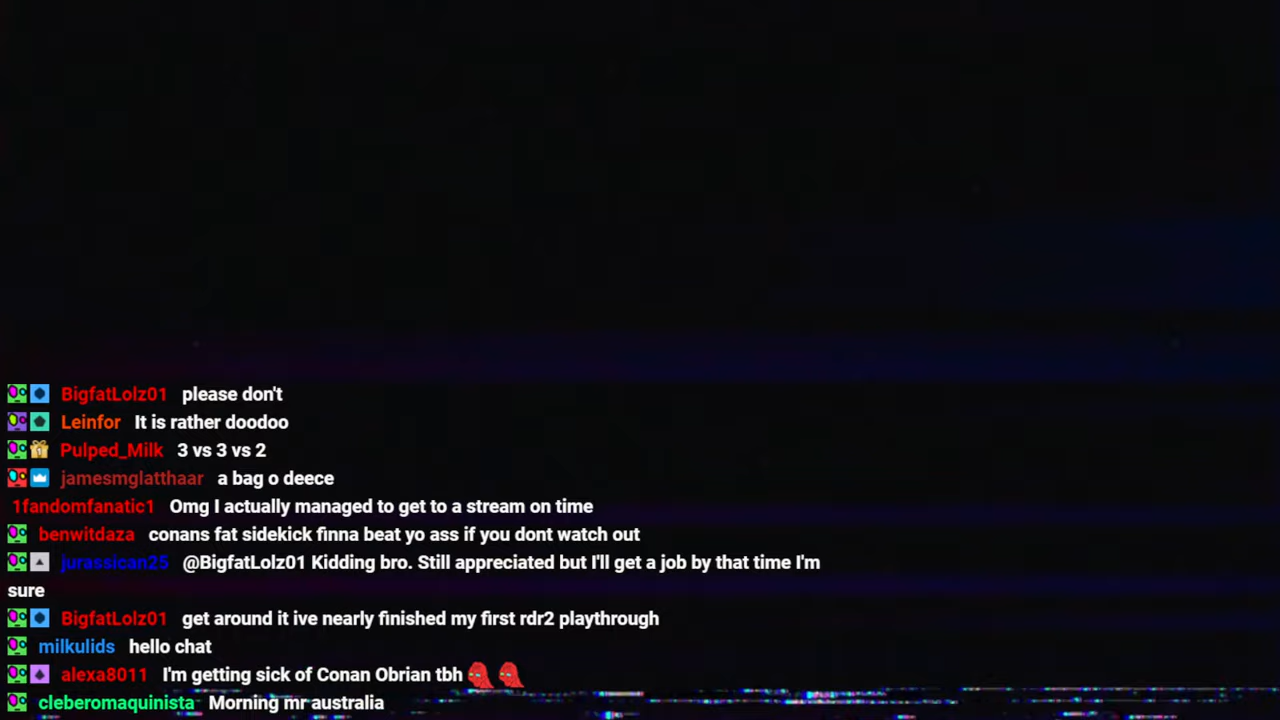 BigfatLolz01 please don't
Leinfor It is rather doodoo
Pulped_Milk 3 vs 3 vs 2
jamesmglatthaar a bag o deece
1fandomfanatic1 Omg I actually managed to get to a stream on time
benwitdaza conans fat sidekick finna beat yo ass if you dont watch out
jurassican25 @BigfatLolz01 Kidding bro. Still appreciated but I'll get a job by that time I'm
sure
BigfatLolz01 get around it ive nearly finished my first rdr2 playthrough
milkulids hello chat
alexa8011 I'm getting sick of Conan Obrian tbh
cleberomaquinista Morning mr australia